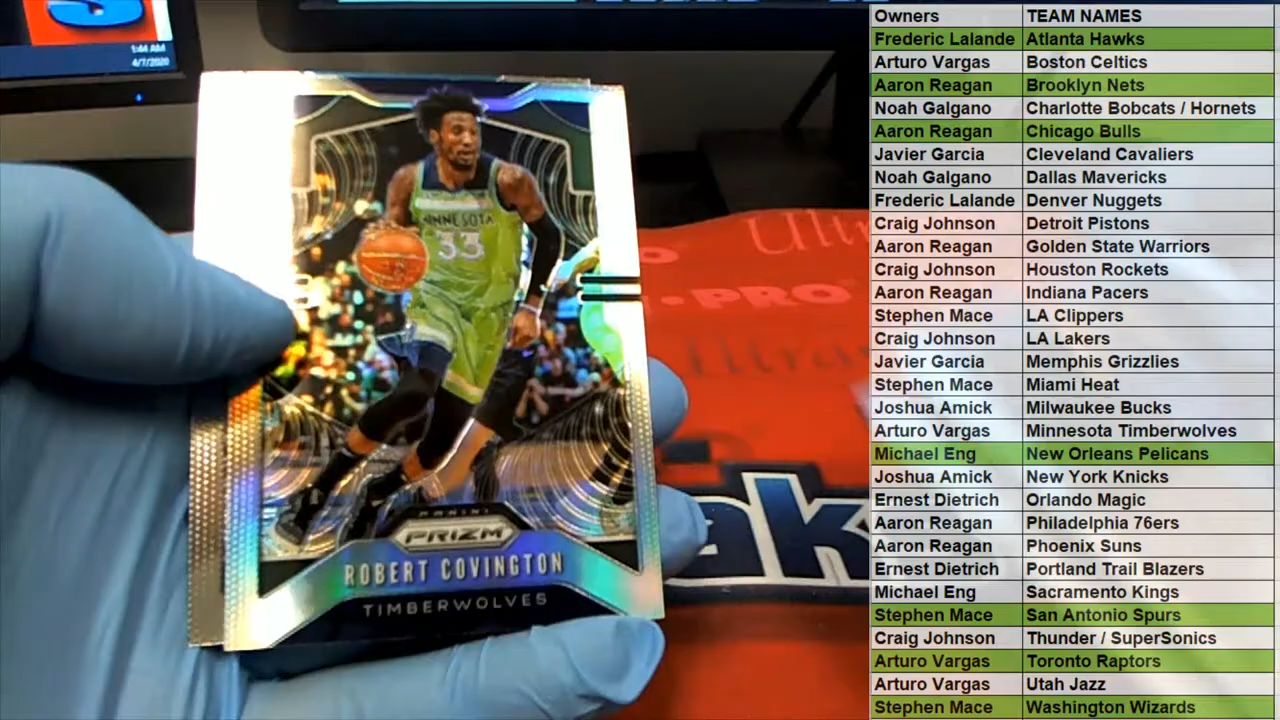 1:44 AM
4/7/2020
MINNESOTA
33
PANINI
PRIZM
ROBERT COVINGTON
TIMBERWOLVES
PRO
Ultra
ak
Owners TEAM NAMES
Frederic Lalande Atlanta Hawks
Arturo Vargas Boston Celtics
Aaron Reagan Brooklyn Nets
Noah Galgano Charlotte Bobcats / Hornets
Aaron Reagan Chicago Bulls
Javier Garcia Cleveland Cavaliers
Noah Galgano Dallas Mavericks
Frederic Lalande Denver Nuggets
Craig Johnson Detroit Pistons
Aaron Reagan Golden State Warriors
Craig Johnson Houston Rockets
Aaron Reagan Indiana Pacers
Stephen Mace LA Clippers
Craig Johnson LA Lakers
Javier Garcia Memphis Grizzlies
Stephen Mace Miami Heat
Joshua Amick Milwaukee Bucks
Arturo Vargas Minnesota Timberwolves
Michael Eng New Orleans Pelicans
Joshua Amick New York Knicks
Ernest Dietrich Orlando Magic
Aaron Reagan Philadelphia 76ers
Aaron Reagan Phoenix Suns
Ernest Dietrich Portland Trail Blazers
Michael Eng Sacramento Kings
Stephen Mace San Antonio Spurs
Craig Johnson Thunder / SuperSonics
Arturo Vargas Toronto Raptors
Arturo Vargas Utah Jazz
Stephen Mace Washington Wizards